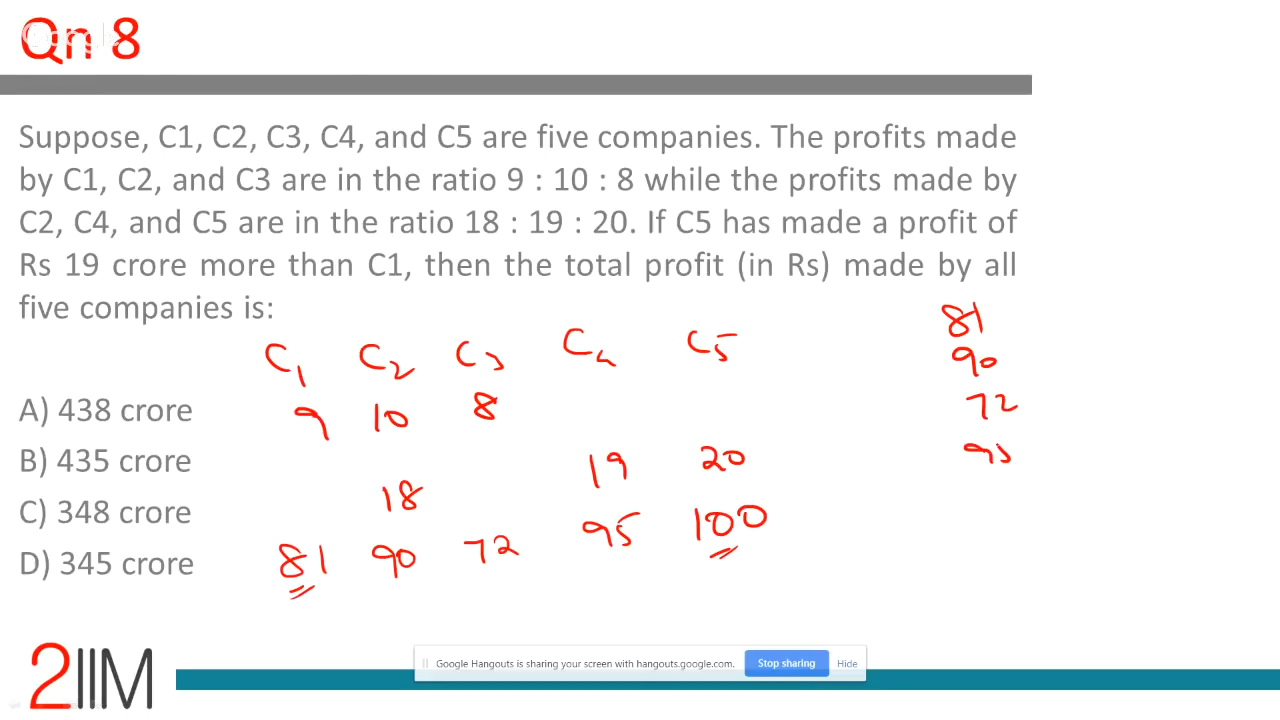 Qn 8
Google
Suppose, C1, C2, C3, C4, and C5 are five companies. The profits made
by C1, C2, and C3 are in the ratio 9 : 10 : 8 while the profits made by
C2, C4, and C5 are in the ratio 18 : 19 : 20. If C5 has made a profit of
Rs 19 crore more than C1, then the total profit (in Rs) made by all
five companies is:
C1 C2 C3 C4 C5
9 10 8
18 19 20
81 90 72 95 100
81
90
72
95
A) 438 crore
B) 435 crore
C) 348 crore
D) 345 crore
2IIM
Google Hangouts is sharing your screen with hangouts.google.com. Stop sharing Hide